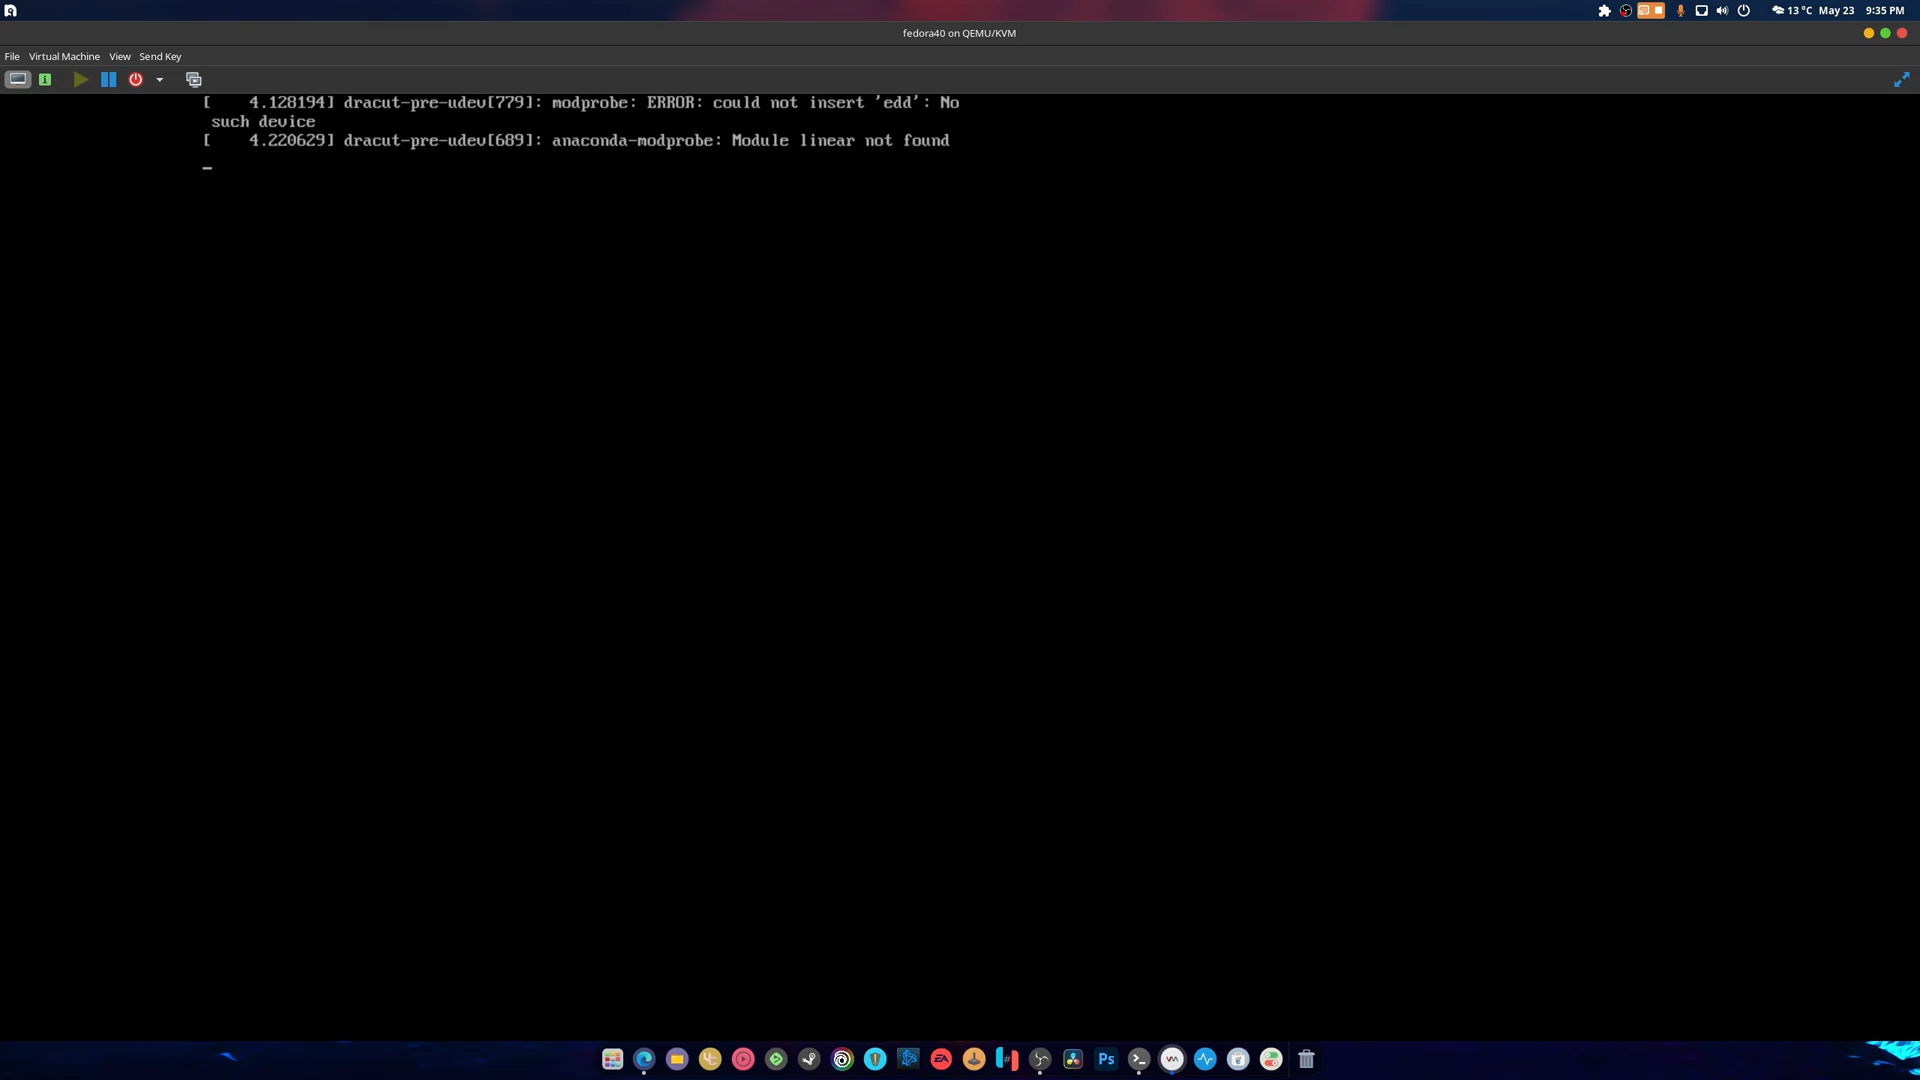 13 °C May 23 9:35 PM
fedora40 on QEMU/KVM
File Virtual Machine View Send Key
[    4.128194] dracut-pre-udev[779]: modprobe: ERROR: could not insert 'edd': No
such device
[    4.220629] dracut-pre-udev[689]: anaconda-modprobe: Module linear not found
_
EA
Ps